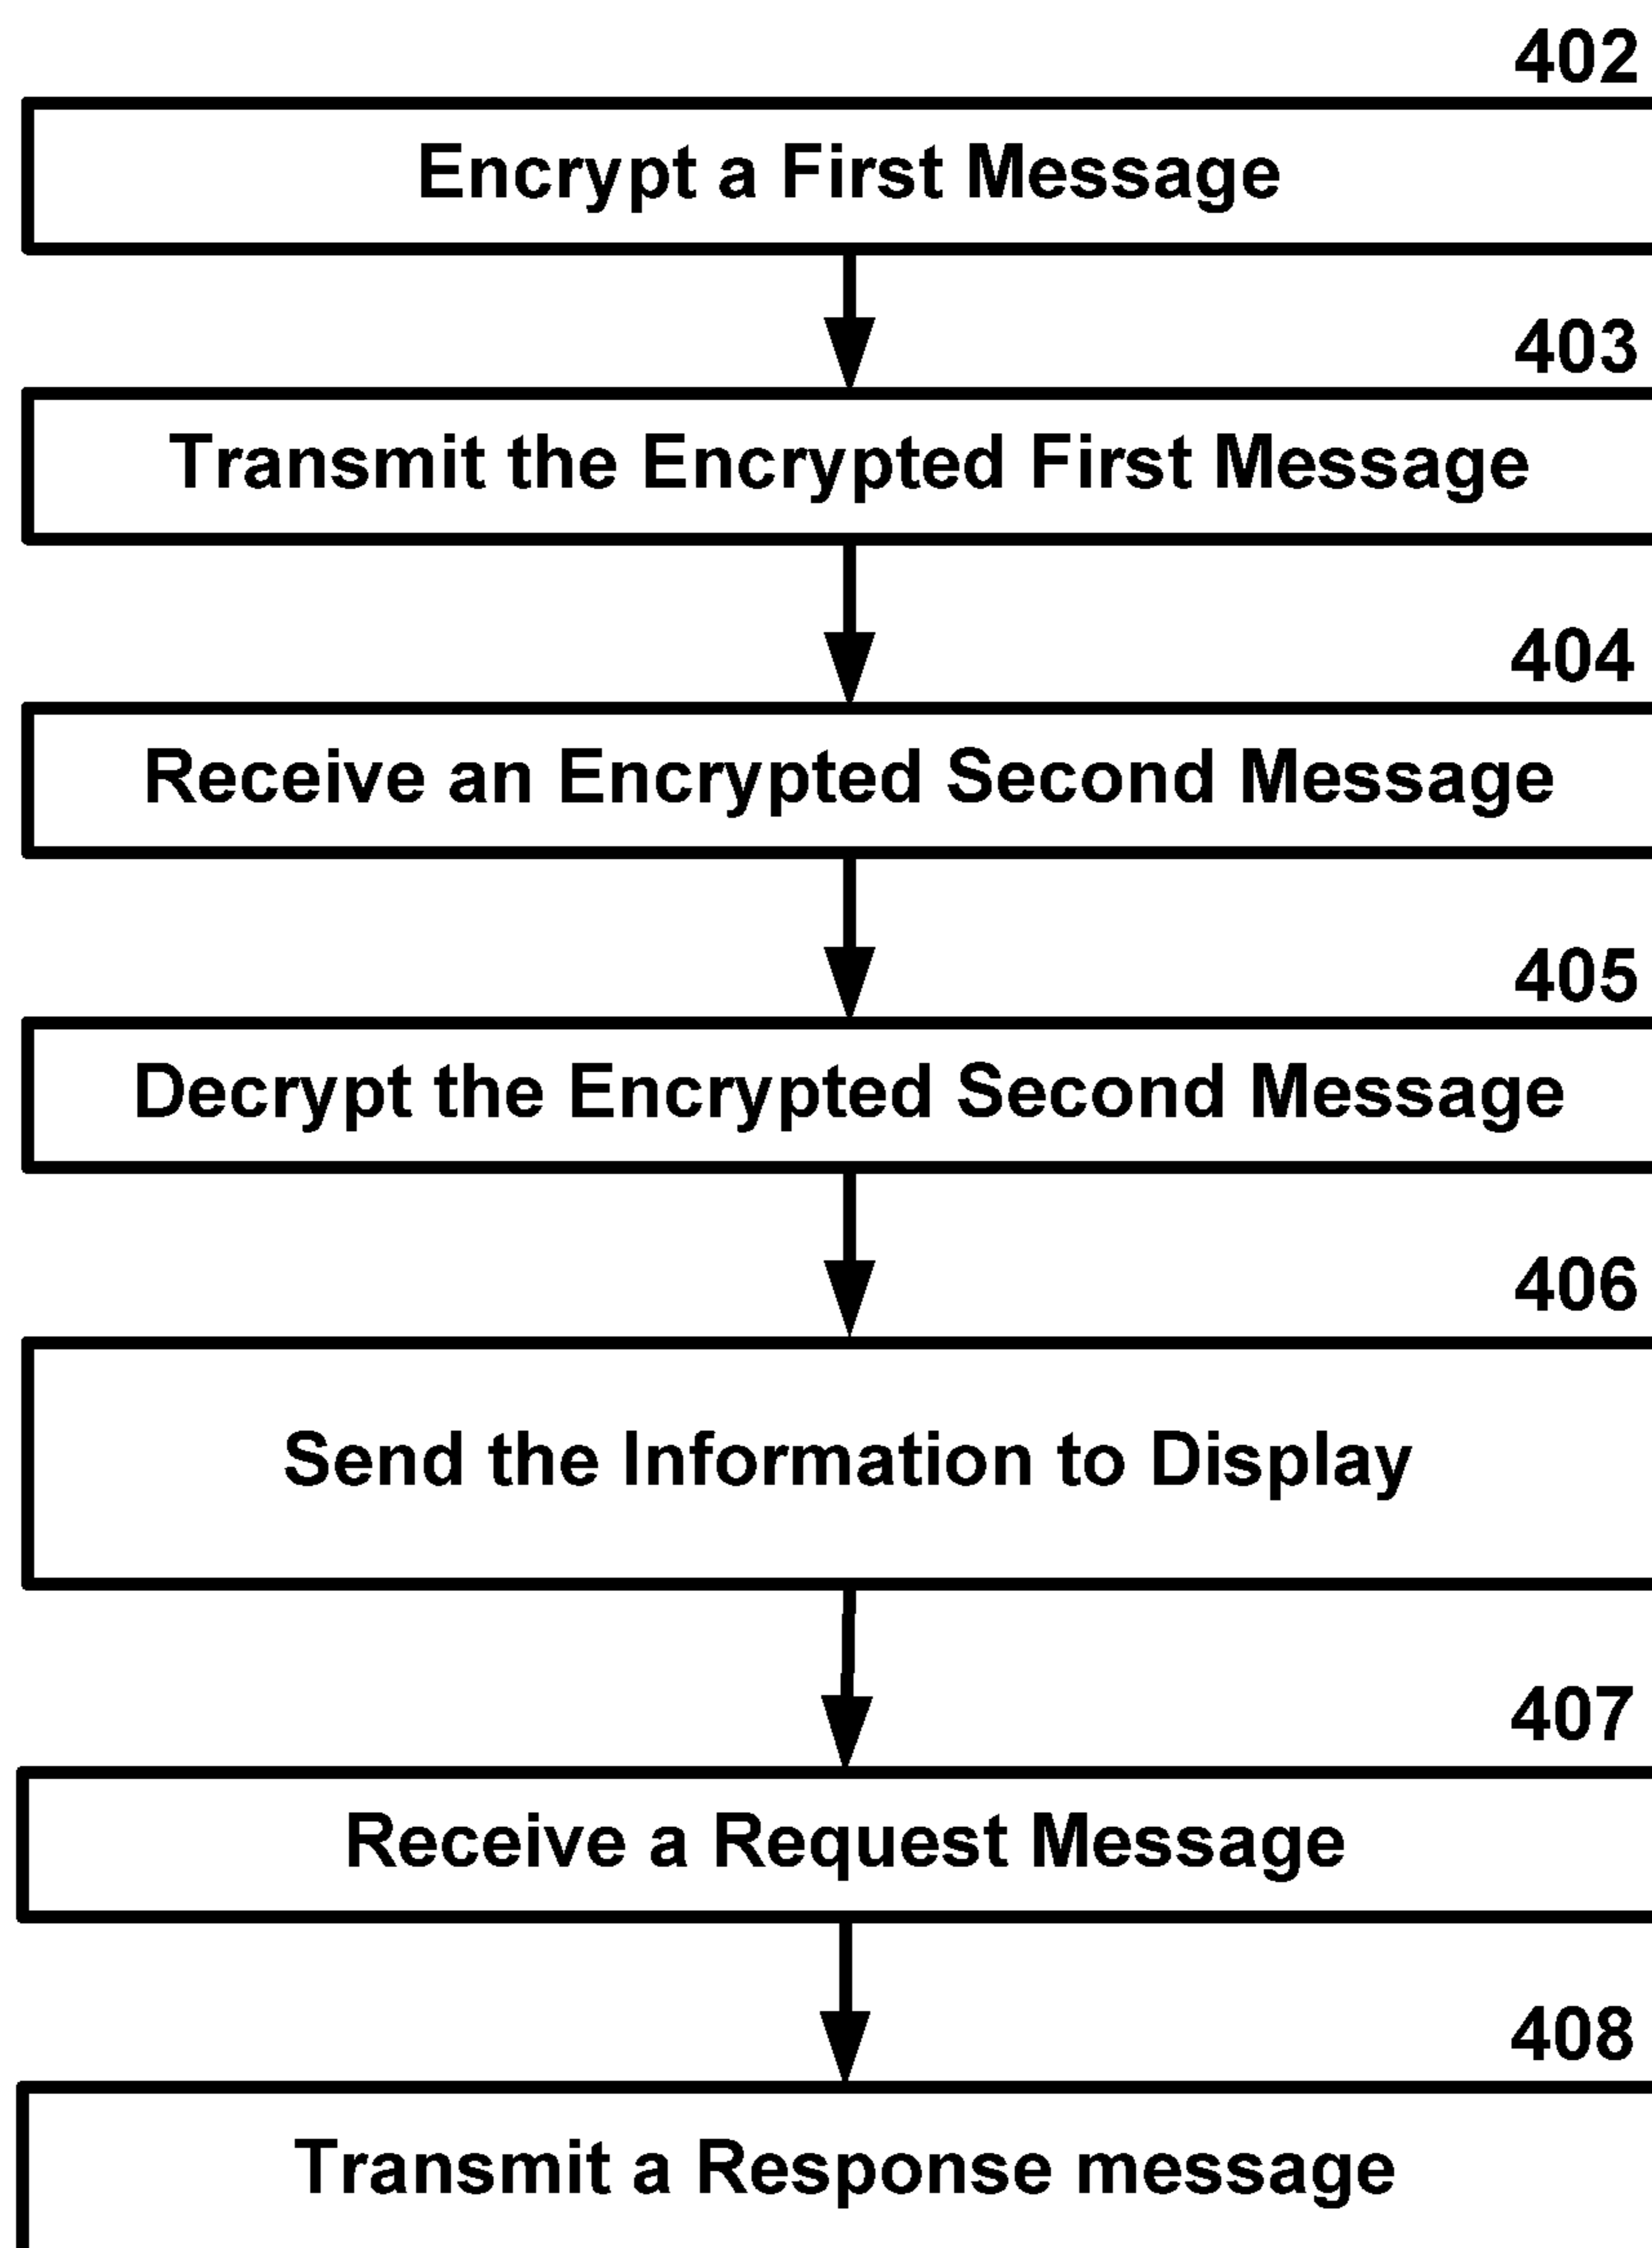 402
Encrypt a First Message
403
Transmit the Encrypted First Message
404
Receive an Encrypted Second Message
405
Decrypt the Encrypted Second Message
406
Send the Information to Display
407
Receive a Request Message
408
Transmit a Response message